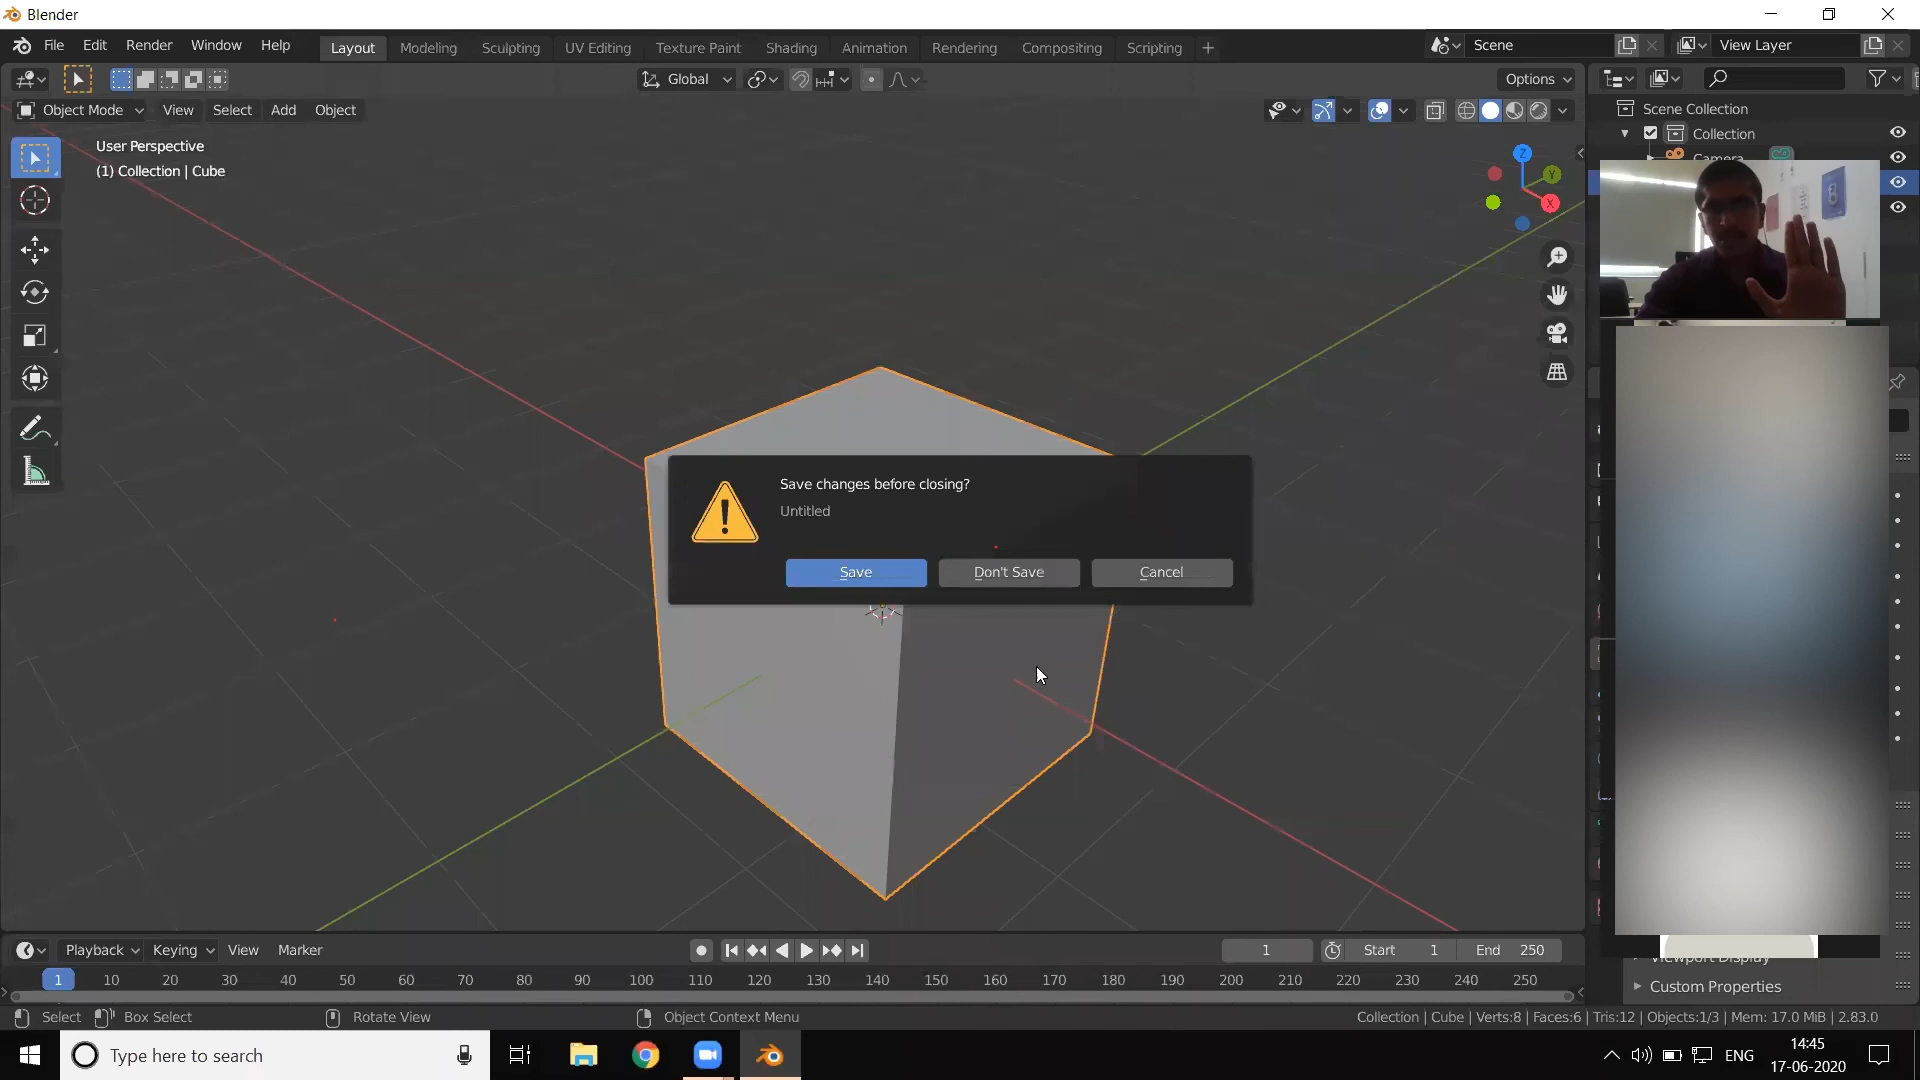 Blender
File Edit Render Window Help Layout Modeling Sculpting UV Editing Texture Paint Shading Animation Rendering Compositing Scripting + Scene View Layer
Global Options
Object Mode View Select Add Object
Scene Collection
Collection
Camera
User Perspective
(1) Collection | Cube
Z
Y
X
Save changes before closing?
Untitled
Save Don't Save Cancel
Playback Keying View Marker 1 Start 1 End 250
1 10 20 30 40 50 60 70 80 90 100 110 120 130 140 150 160 170 180 190 200 210 220 230 240 250
Viewport Display
Custom Properties
Select Box Select Rotate View Object Context Menu Collection | Cube | Verts:8 | Faces:6 | Tris:12 | Objects:1/3 | Mem: 17.0 MiB | 2.83.0
Type here to search
ENG
14:45
17-06-2020